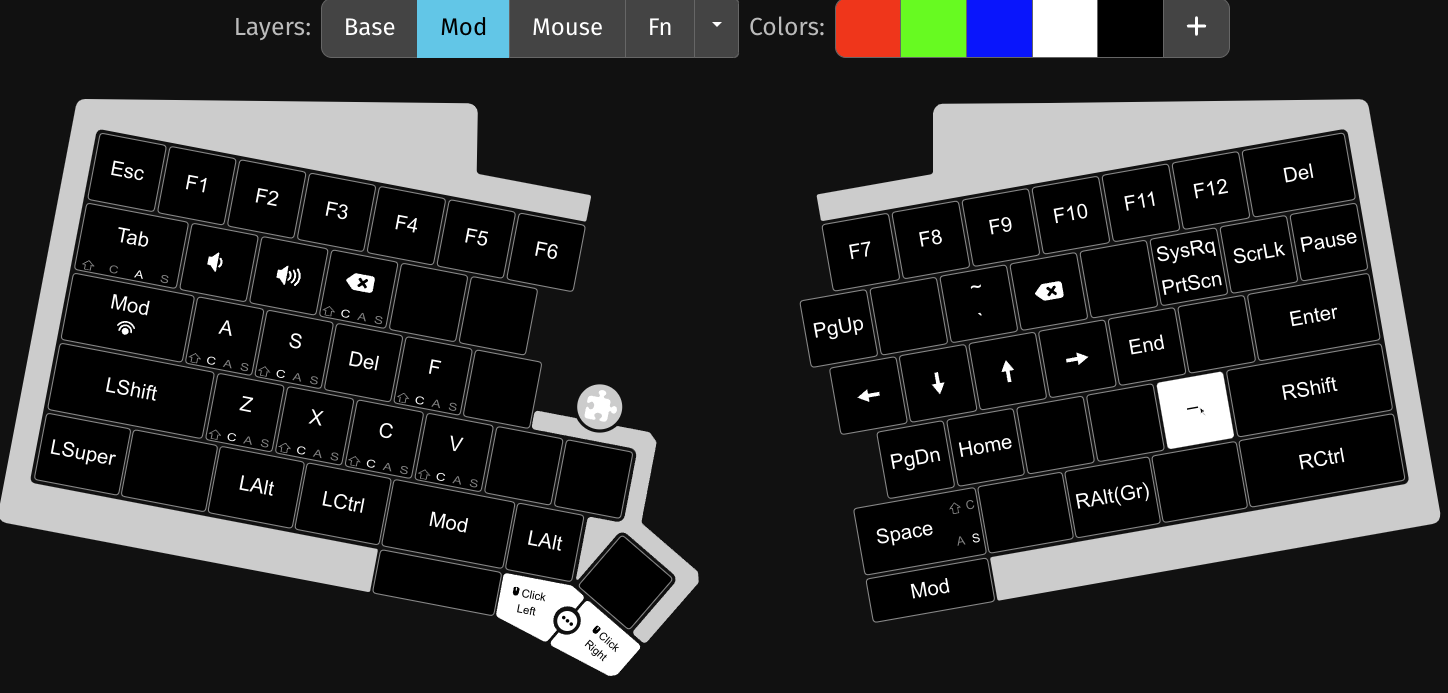 Layers: Base Mod Mouse Fn Colors: +
Esc F1 F2 F3 F4 F5 F6
Tab
⇧ C A S
⇧ C A S
Mod
A
⇧ C A S
S
⇧ C A S
Del
F
⇧ C A S
LShift
Z
⇧ C A S
X
⇧ C A S
C
⇧ C A S
V
⇧ C A S
LSuper LAlt LCtrl Mod LAlt
Click
Left
Click
Right
F7 F8 F9 F10 F11 F12 Del
PgUp
~
`
SysRq
PrtScn
ScrLk Pause
← ↓ ↑ → End Enter
PgDn Home – RShift
Space
⇧ C
A S
RAlt(Gr) RCtrl
Mod